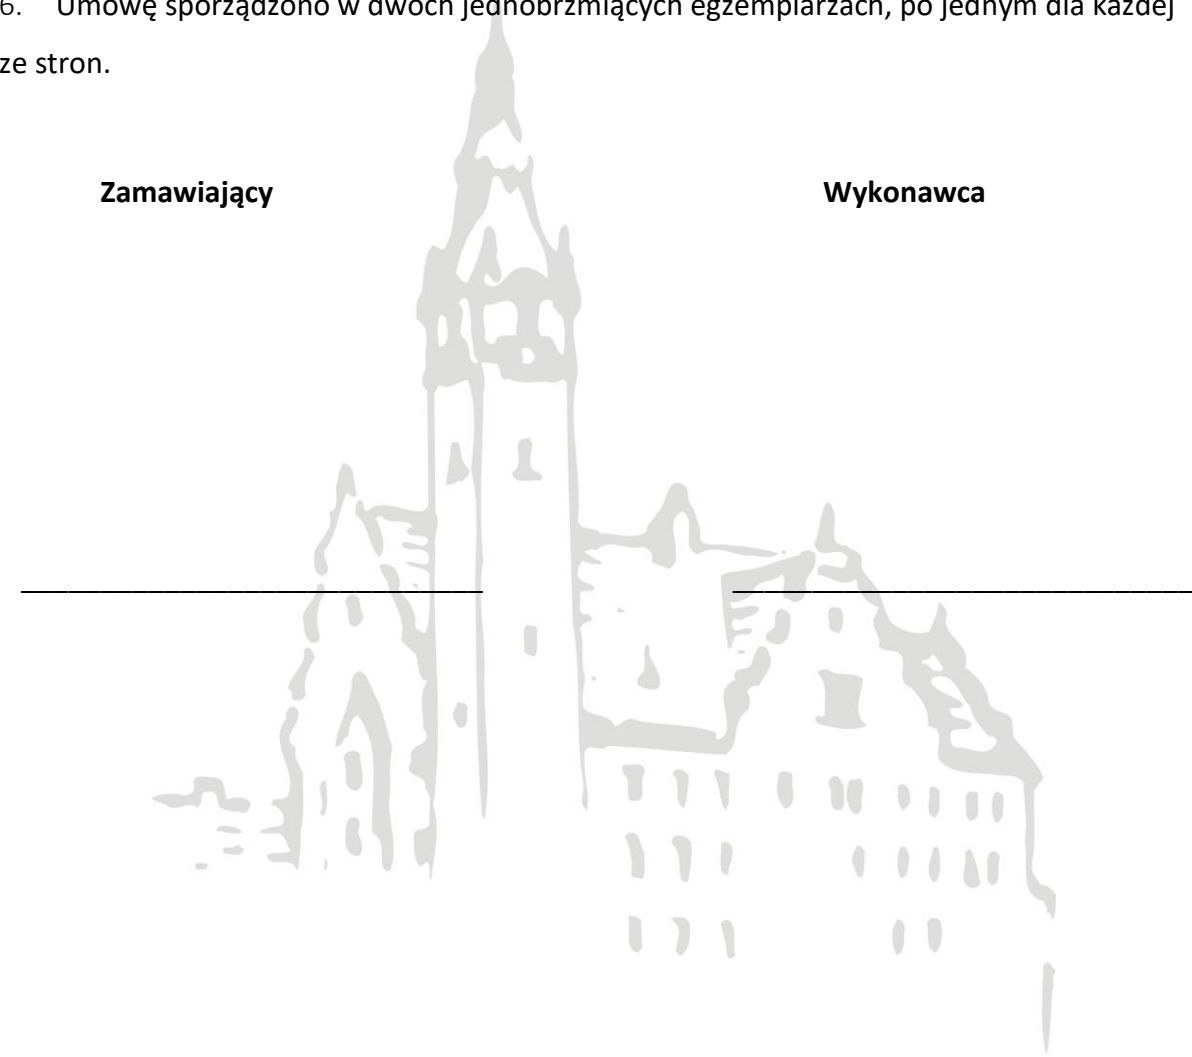 6. Umowę sporządzono w dwóch jednobrzmiących egzemplarzach, po jednym dla każdej
ze stron.
Zamawiający Wykonawca